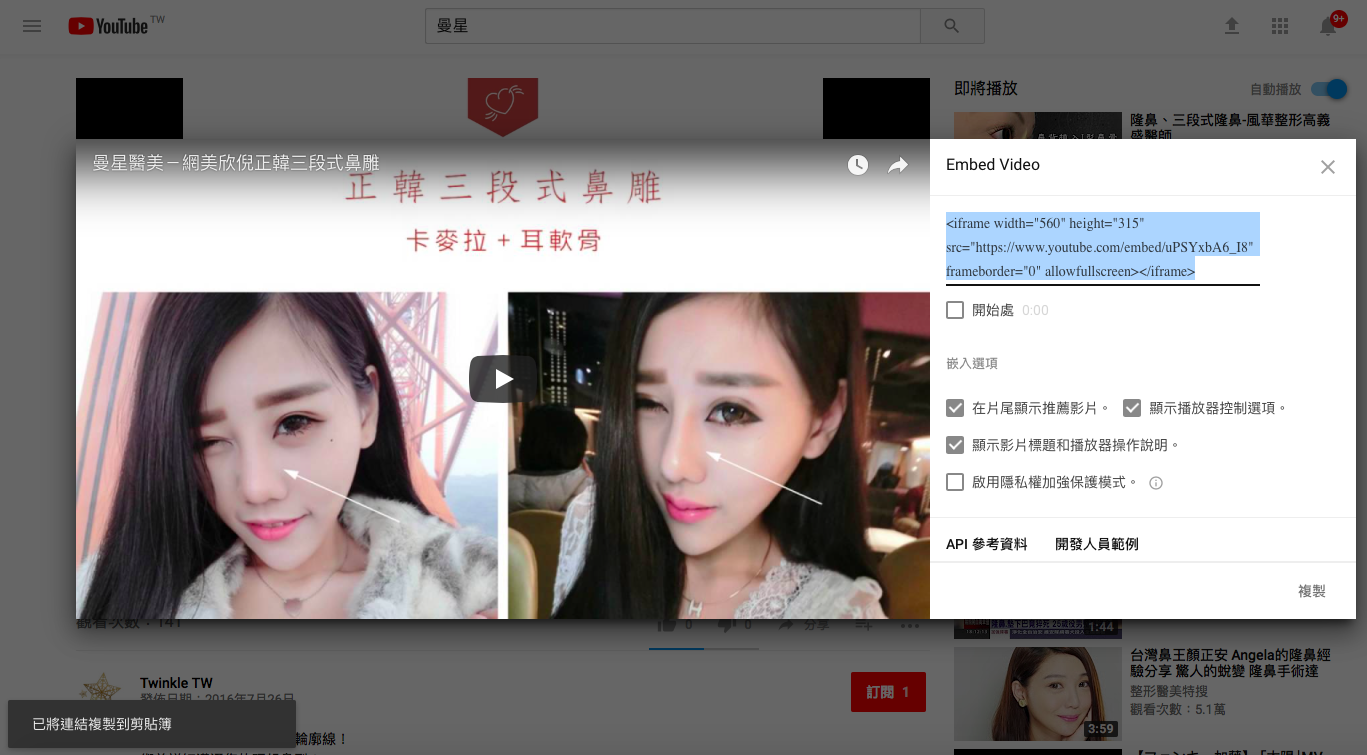 YouTube TW
曼星
9+
即將播放
自動播放
隆鼻、三段式隆鼻-風華整形高義
盛醫師
曼星醫美－網美欣倪正韓三段式鼻雕
正韓三段式鼻雕
卡麥拉 + 耳軟骨
Embed Video
<iframe width="560" height="315"
src="https://www.youtube.com/embed/uPSYxbA6_I8"
frameborder="0" allowfullscreen></iframe>
開始處 0:00
嵌入選項
在片尾顯示推薦影片。 顯示播放器控制選項。
顯示影片標題和播放器操作說明。
啟用隱私權加強保護模式。
API 參考資料 開發人員範例
複製
觀看次數：141
0 0 分享
1:44
Twinkle TW
發佈日期：2016年7月26日
訂閱 1
已將連結複製到剪貼簿
輪廓線！
台灣鼻王顏正安 Angela的隆鼻經
驗分享 驚人的蛻變 隆鼻手術達
整形醫美特搜
觀看次數：5.1萬
3:59